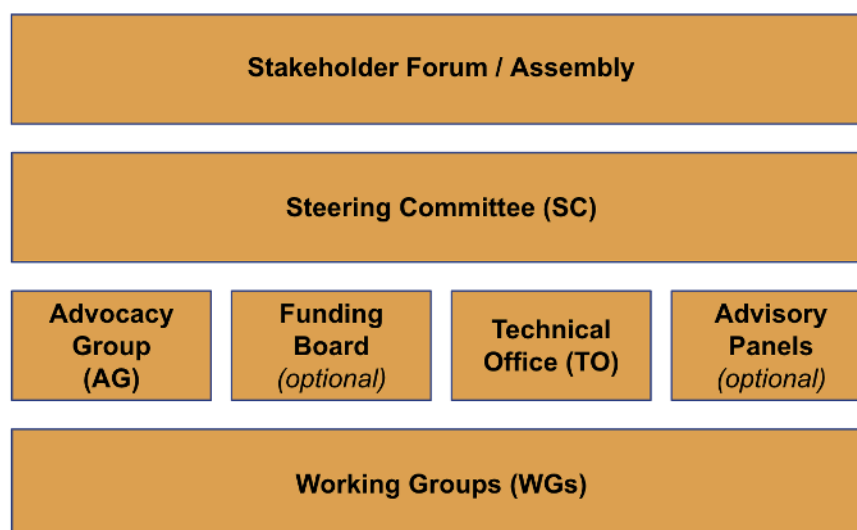 Stakeholder Forum / Assembly
Steering Committee (SC)
Advocacy
Group
(AG)
Funding
Board
(optional)
Technical
Office (TO)
Advisory
Panels
(optional)
Working Groups (WGs)